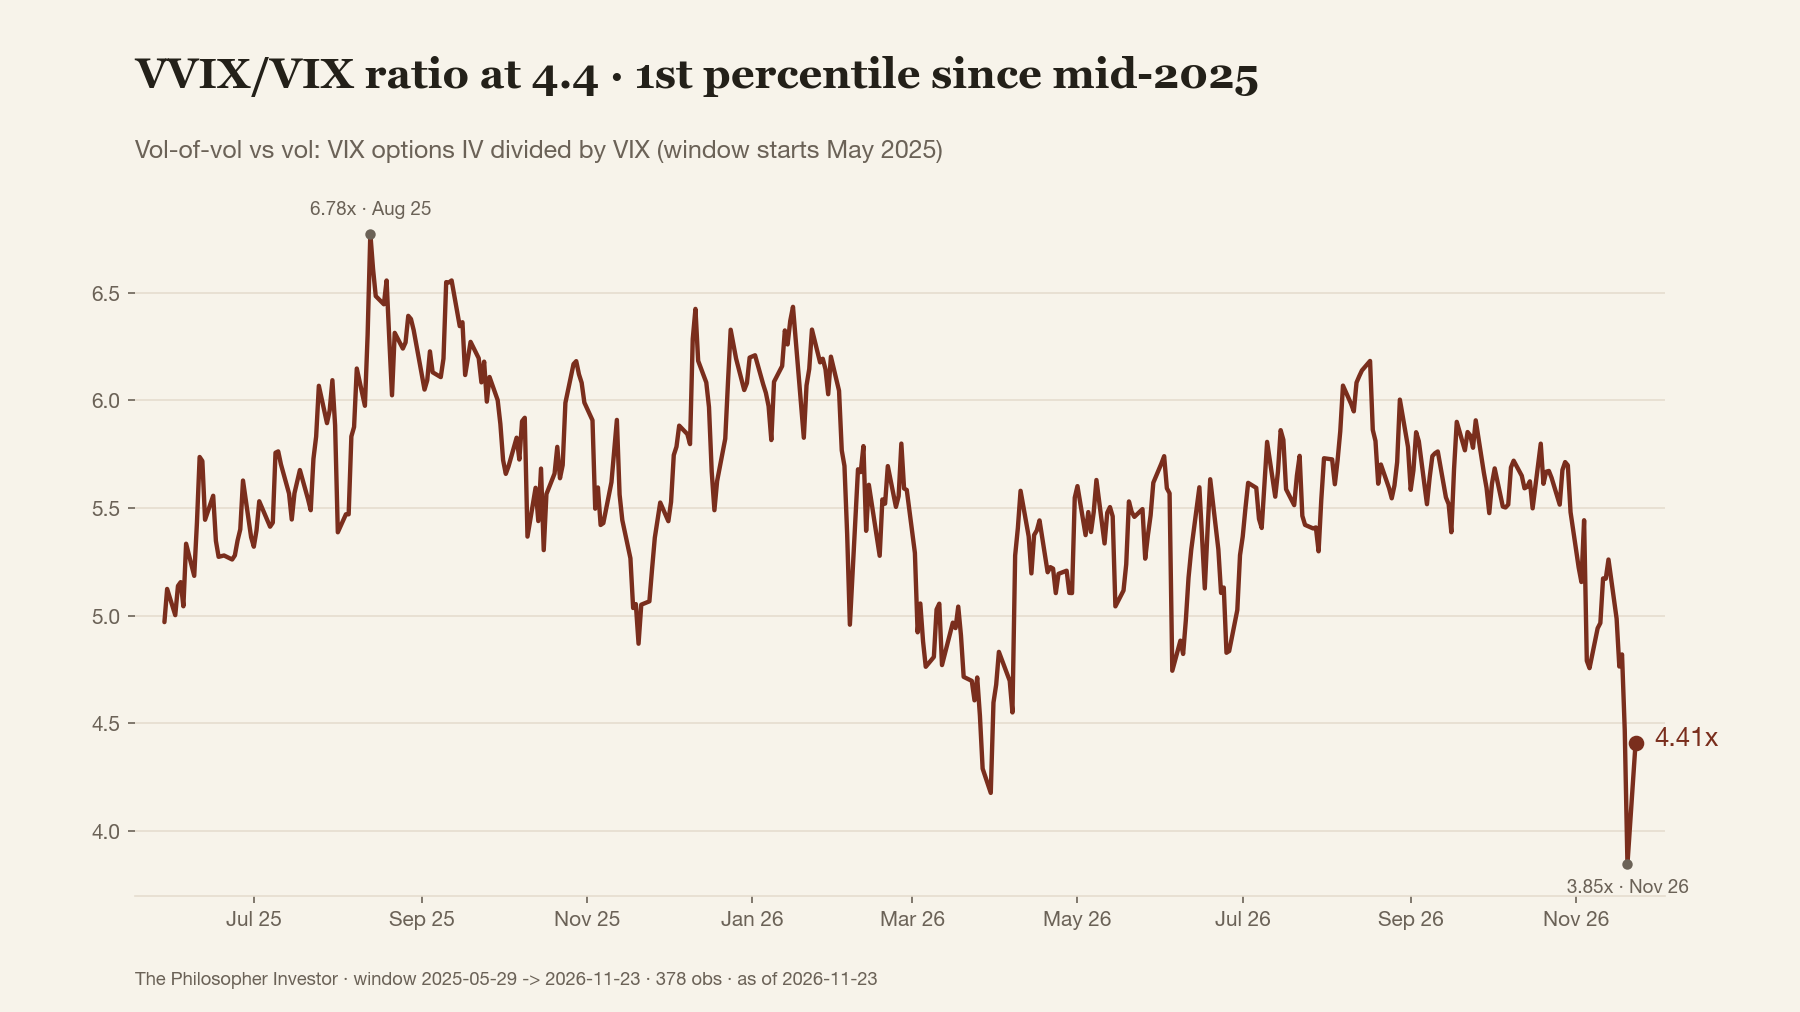 VVIX/VIX ratio at 4.4 · 1st percentile since mid-2025
Vol-of-vol vs vol: VIX options IV divided by VIX (window starts May 2025)
6.78x · Aug 25
6.5
6.0
5.5
5.0
4.5
4.41x
4.0
3.85x · Nov 26
Jul 25 Sep 25 Nov 25 Jan 26 Mar 26 May 26 Jul 26 Sep 26 Nov 26
The Philosopher Investor · window 2025-05-29 -> 2026-11-23 · 378 obs · as of 2026-11-23